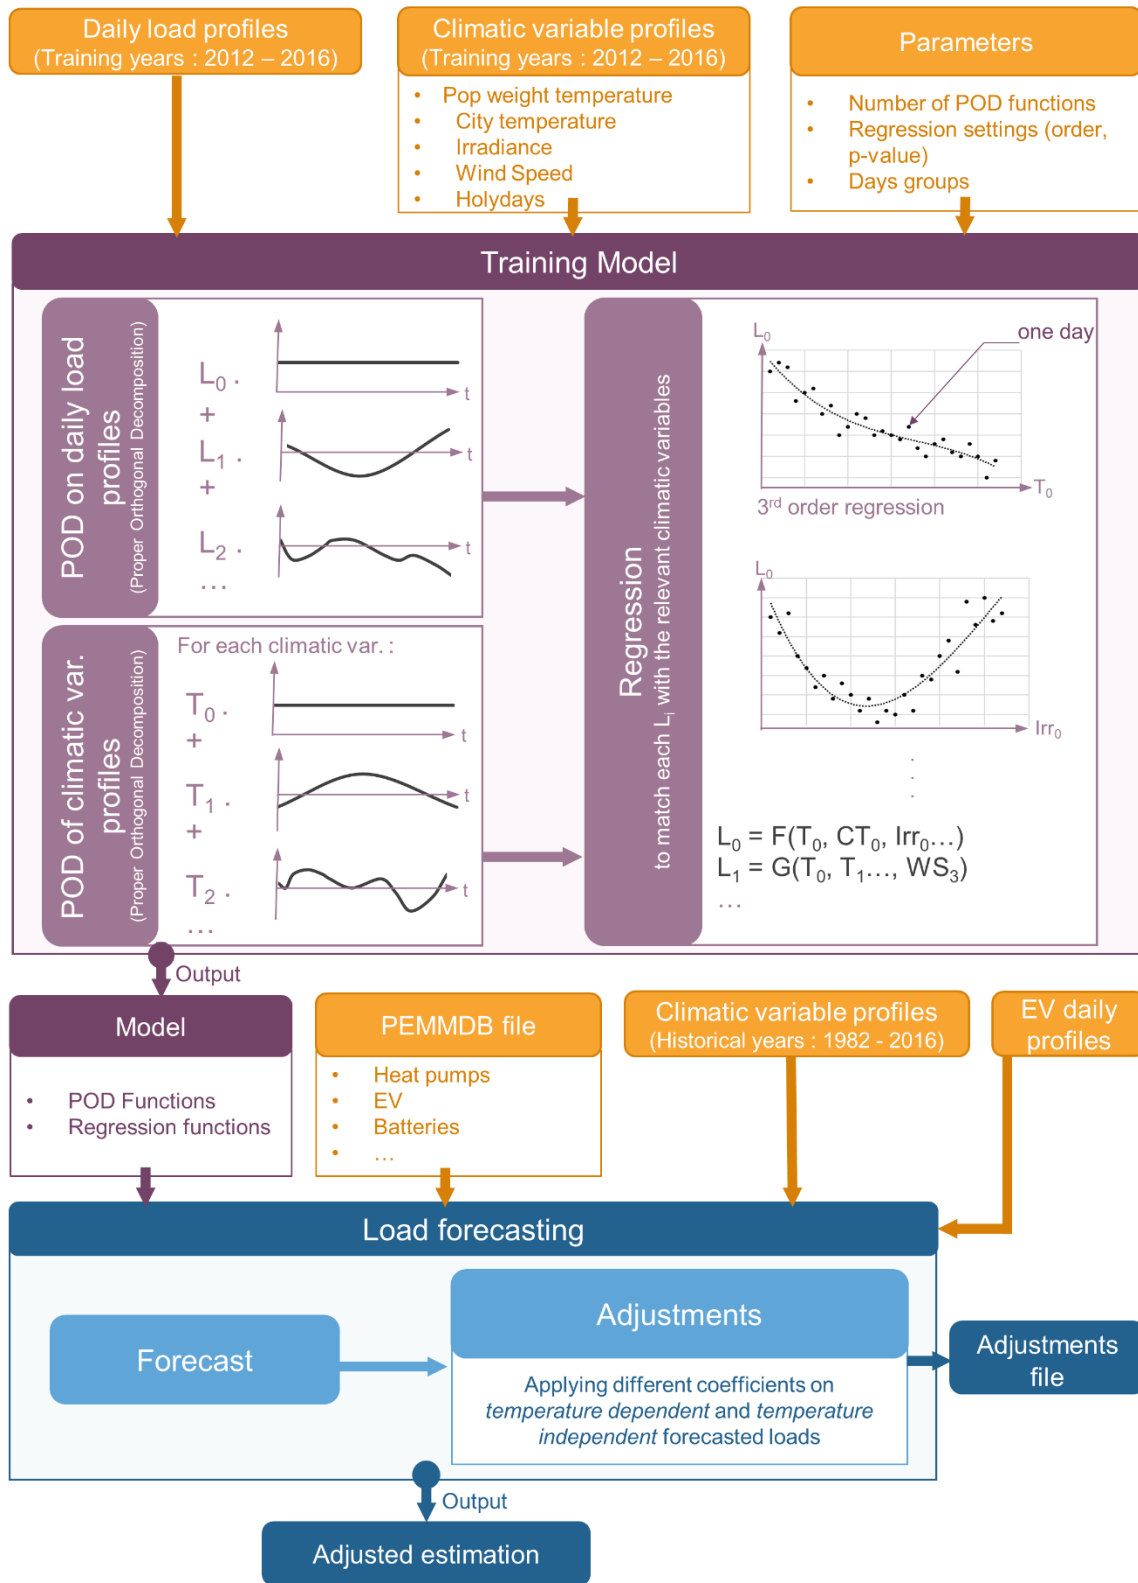 Daily load profiles
(Training years : 2012 – 2016)
Climatic variable profiles
(Training years : 2012 – 2016)
• Pop weight temperature
• City temperature
• Irradiance
• Wind Speed
• Holydays
Parameters
• Number of POD functions
• Regression settings (order,
p-value)
• Days groups
Training Model
POD on daily load
profiles
(Proper Orthogonal Decomposition)
L0 .
+
L1 .
+
L2 .
...
t
t
t
POD of climatic var.
profiles
(Proper Orthogonal Decomposition)
For each climatic var. :
T0 .
+
T1 .
+
T2 .
...
t
t
t
Regression
to match each Li with the relevant climatic variables
L0
one day
T0
3rd order regression
L0
Irr0
.
.
.
L0 = F(T0, CT0, Irr0...)
L1 = G(T0, T1..., WS3)
...
Output
Model
• POD Functions
• Regression functions
PEMMDB file
• Heat pumps
• EV
• Batteries
• ...
Climatic variable profiles
(Historical years : 1982 - 2016)
EV daily
profiles
Load forecasting
Forecast
Adjustments
Applying different coefficients on
temperature dependent and temperature
independent forecasted loads
Adjustments
file
Output
Adjusted estimation